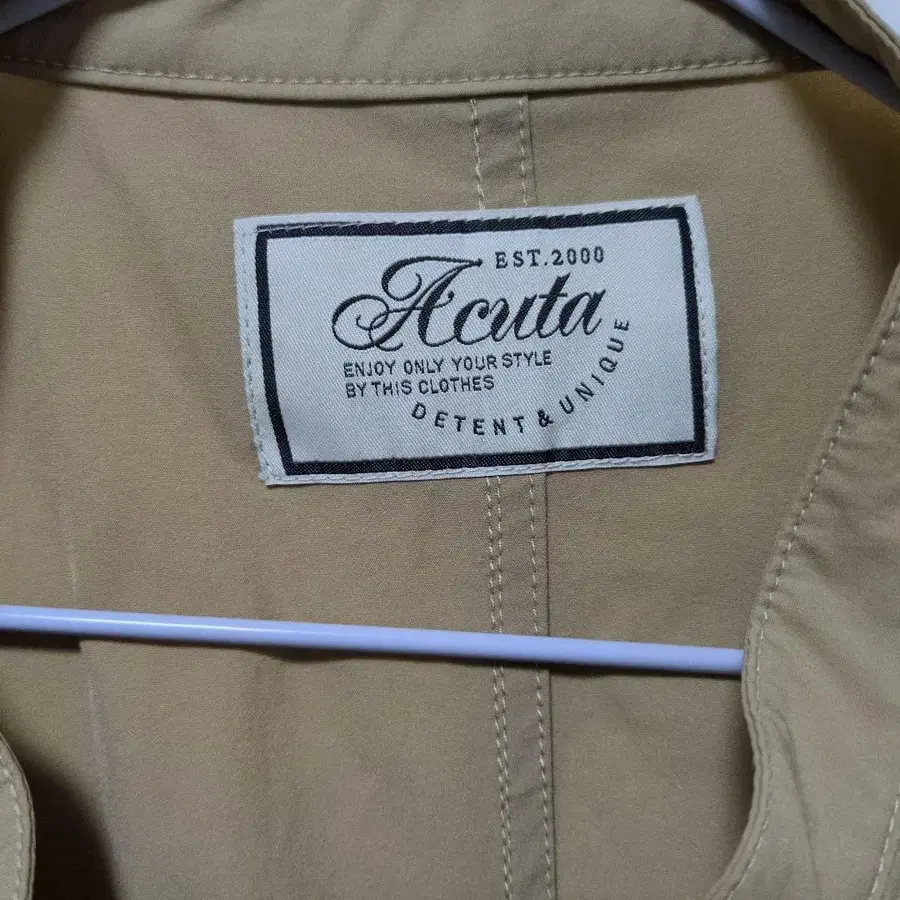 EST.2000
Acuta
ENJOY ONLY YOUR STYLE
BY THIS CLOTHES
DETENT & UNIQUE